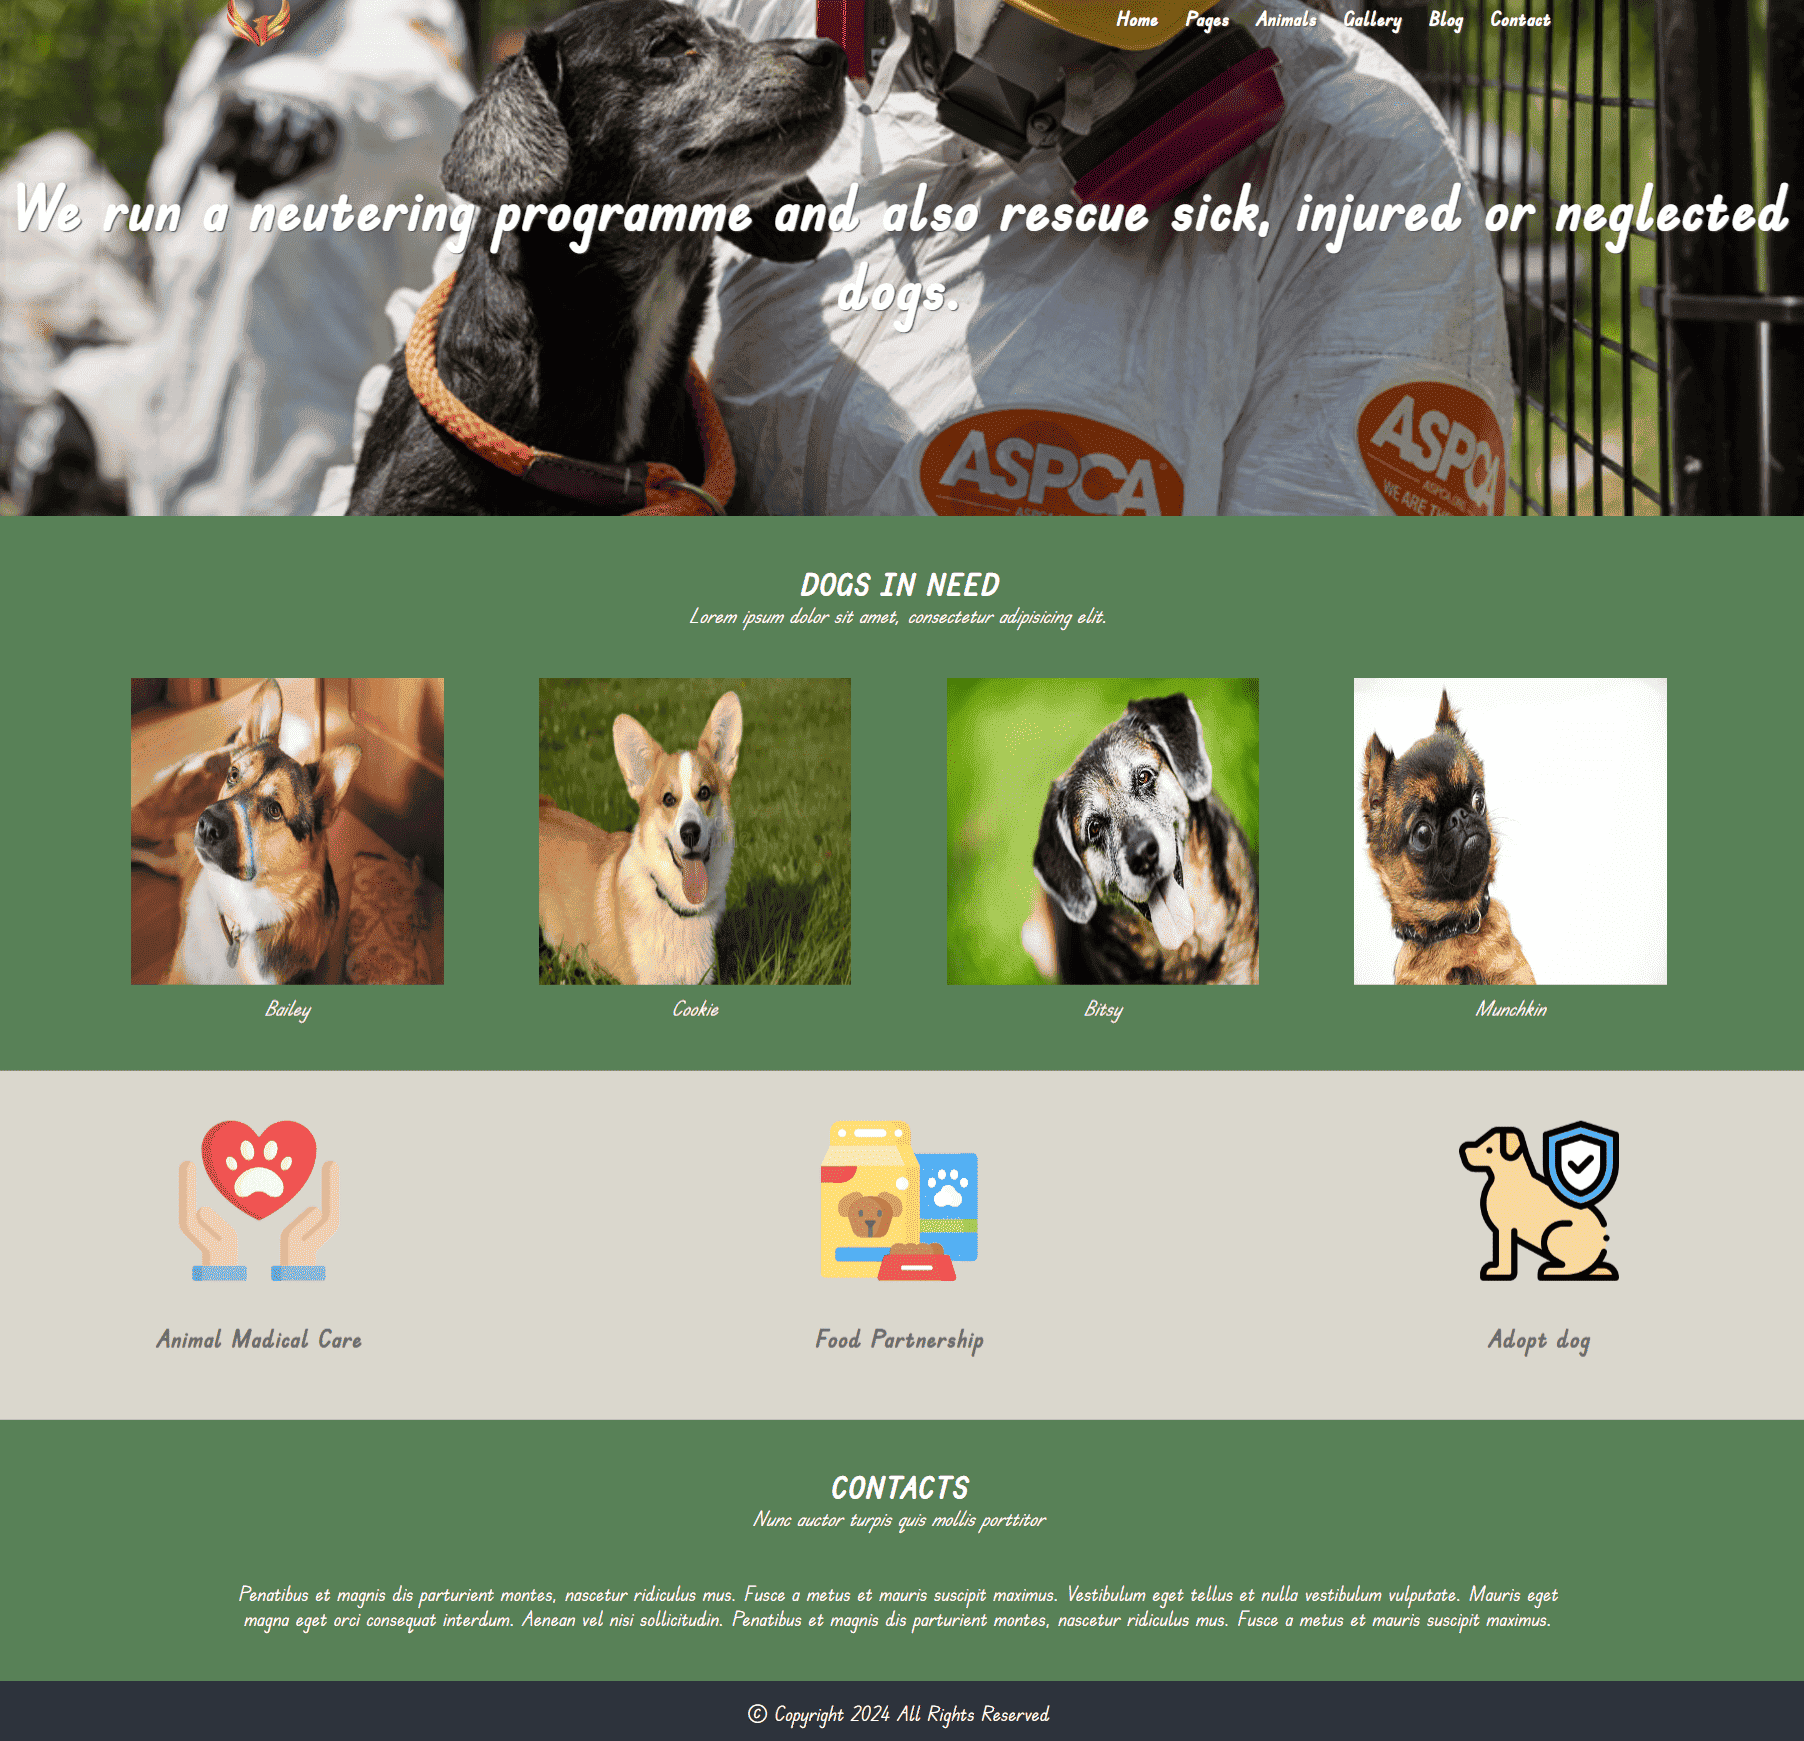 Home Pages Animals Gallery Blog Contact
We run a neutering programme and also rescue sick, injured or neglected
dogs.
ASPCA
ASPCA
WE ARE
DOGS IN NEED
Lorem ipsum dolor sit amet, consectetur adipisicing elit.
Bailey
Cookie
Bitsy
Munchkin
Animal Madical Care
Food Partnership
Adopt dog
CONTACTS
Nunc auctor turpis quis mollis porttitor
Penatibus et magnis dis parturient montes, nascetur ridiculus mus. Fusce a metus et mauris suscipit maximus. Vestibulum eget tellus et nulla vestibulum vulputate. Mauris eget
magna eget orci consequat interdum. Aenean vel nisi sollicitudin. Penatibus et magnis dis parturient montes, nascetur ridiculus mus. Fusce a metus et mauris suscipit maximus.
© Copyright 2024 All Rights Reserved